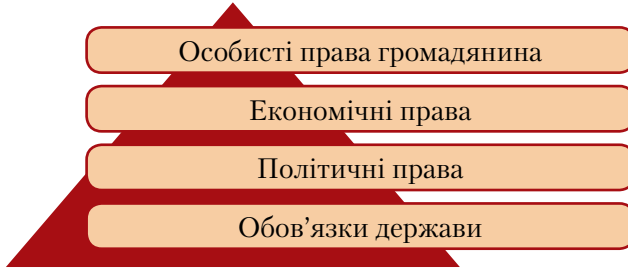 Особисті права громадянина
Економічні права
Політичні права
Обов’язки держави